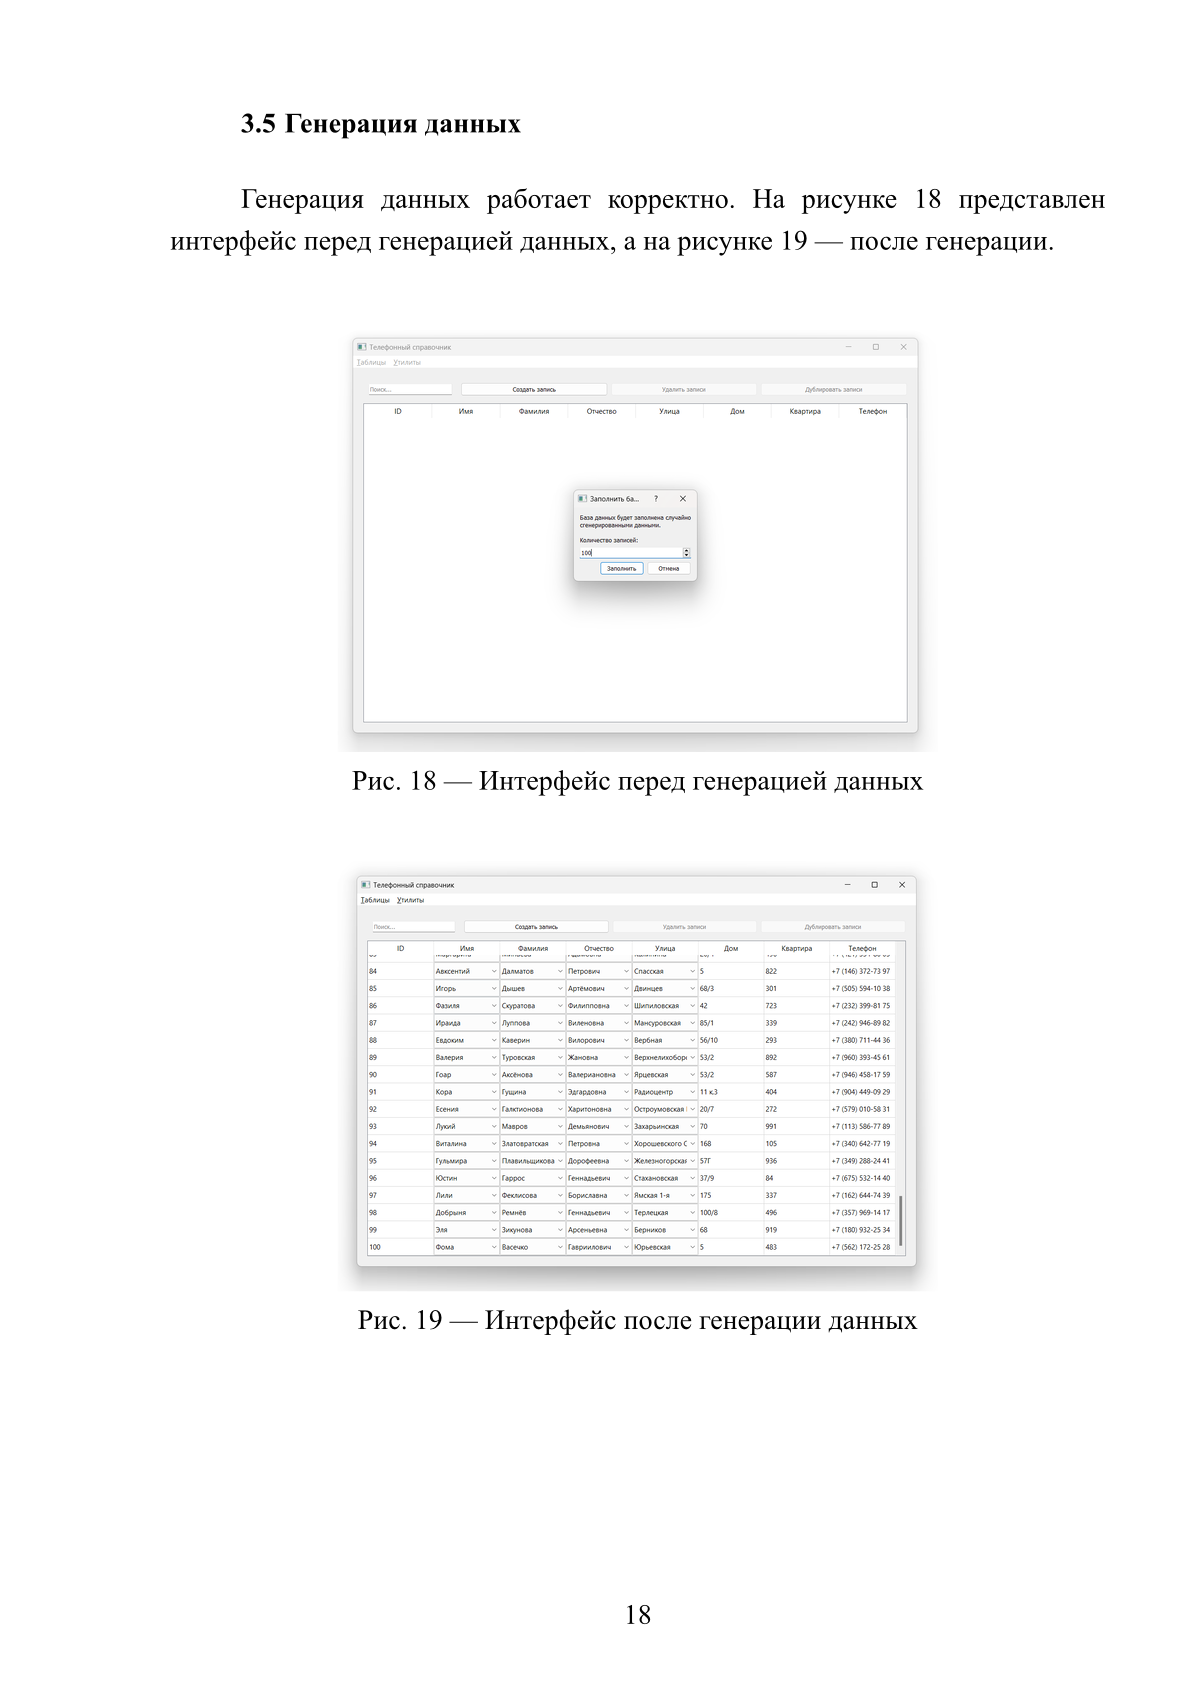 3.5 Генерация данных
Генерация данных работает корректно. На рисунке 18 представлен
интерфейс перед генерацией данных, а на рисунке 19 — после генерации.
Телефонный справочник
Таблицы Утилиты
Поиск... Создать запись Удалить записи Дублировать записи
ID Имя Фамилия Отчество Улица Дом Квартира Телефон
Заполнить ба... ?
База данных будет заполнена случайно
сгенерированными данными.
Количество записей:
100
Заполнить Отмена
Рис. 18 — Интерфейс перед генерацией данных
Телефонный справочник
Таблицы Утилиты
Поиск... Создать запись Удалить записи Дублировать записи
ID Имя Фамилия Отчество Улица Дом Квартира Телефон
84 Авксентий Далматов Петрович Спасская 5 822 +7 (146) 372-73 97
85 Игорь Дышев Артёмович Двинцев 68/3 301 +7 (505) 594-10 38
86 Фазиля Скуратова Филипповна Шипиловская 42 723 +7 (232) 399-81 75
87 Ираида Луппова Виленовна Мансуровская 85/1 339 +7 (242) 946-89 82
88 Евдоким Каверин Вилорович Вербная 56/10 293 +7 (380) 711-44 36
89 Валерия Туровская Жановна Верхнелихобор 53/2 892 +7 (960) 393-45 61
90 Гоар Аксёнова Валериановна Ярцевская 53/2 587 +7 (946) 458-17 59
91 Кора Гущина Эдгардовна Радиоцентр 11 к.3 404 +7 (904) 449-09 29
92 Есения Галктионова Харитоновна Остроумовская 20/7 272 +7 (579) 010-58 31
93 Лукий Мавров Демьянович Захарьинская 70 991 +7 (113) 586-77 89
94 Виталина Златовратская Петровна Хорошевского С 168 105 +7 (340) 642-77 19
95 Гульмира Плавильщикова Дорофеевна Железногорская 57Г 936 +7 (349) 288-24 41
96 Юстин Гаррос Геннадьевич Стахановская 37/9 84 +7 (675) 532-14 40
97 Лили Феклисова Бориславна Ямская 1-я 175 337 +7 (162) 644-74 39
98 Добрыня Ремнёв Геннадьевич Терлецкая 100/8 496 +7 (357) 969-14 17
99 Эля Зикунова Арсеньевна Берников 68 919 +7 (180) 932-25 34
100 Фома Васечко Гавриилович Юрьевская 5 483 +7 (562) 172-25 28
Рис. 19 — Интерфейс после генерации данных
18